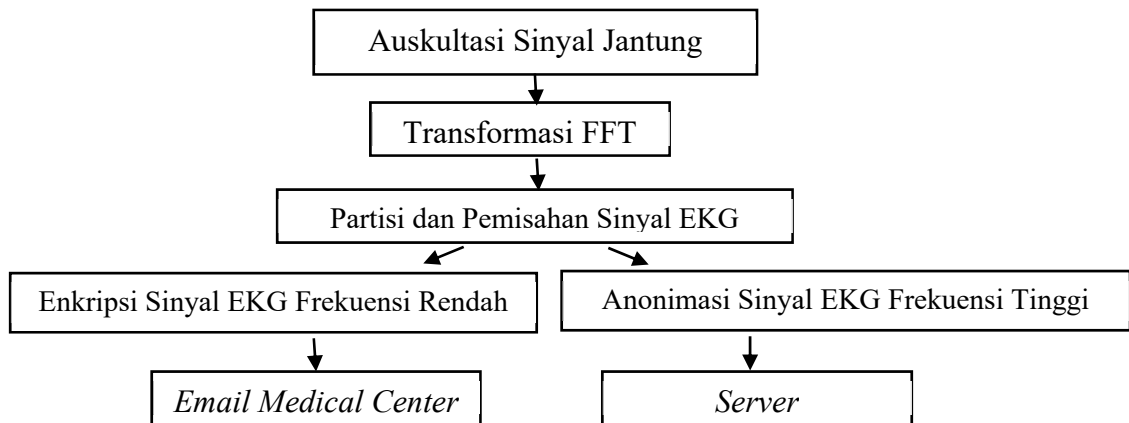 Auskultasi Sinyal Jantung
Transformasi FFT
Partisi dan Pemisahan Sinyal EKG
Enkripsi Sinyal EKG Frekuensi Rendah
Anonimasi Sinyal EKG Frekuensi Tinggi
Email Medical Center
Server